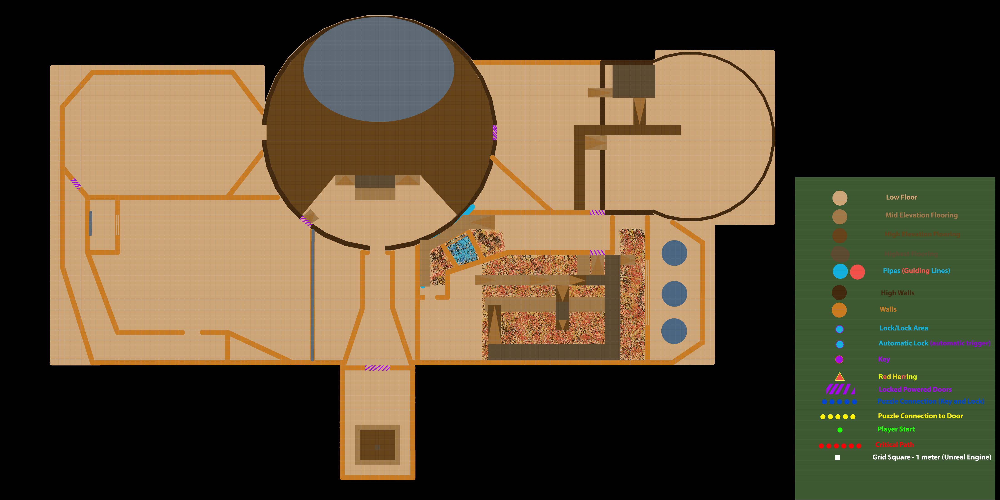 Low Floor
Mid Elevation Flooring
High Elevation Flooring
Highest Flooring
Pipes (Guiding Lines)
High Walls
Walls
Lock/Lock Area
Automatic Lock (automatic trigger)
Key
Red Herring
Locked Powered Doors
Puzzle Connection (Key and Lock)
Puzzle Connection to Door
Player Start
Critical Path
Grid Square - 1 meter (Unreal Engine)